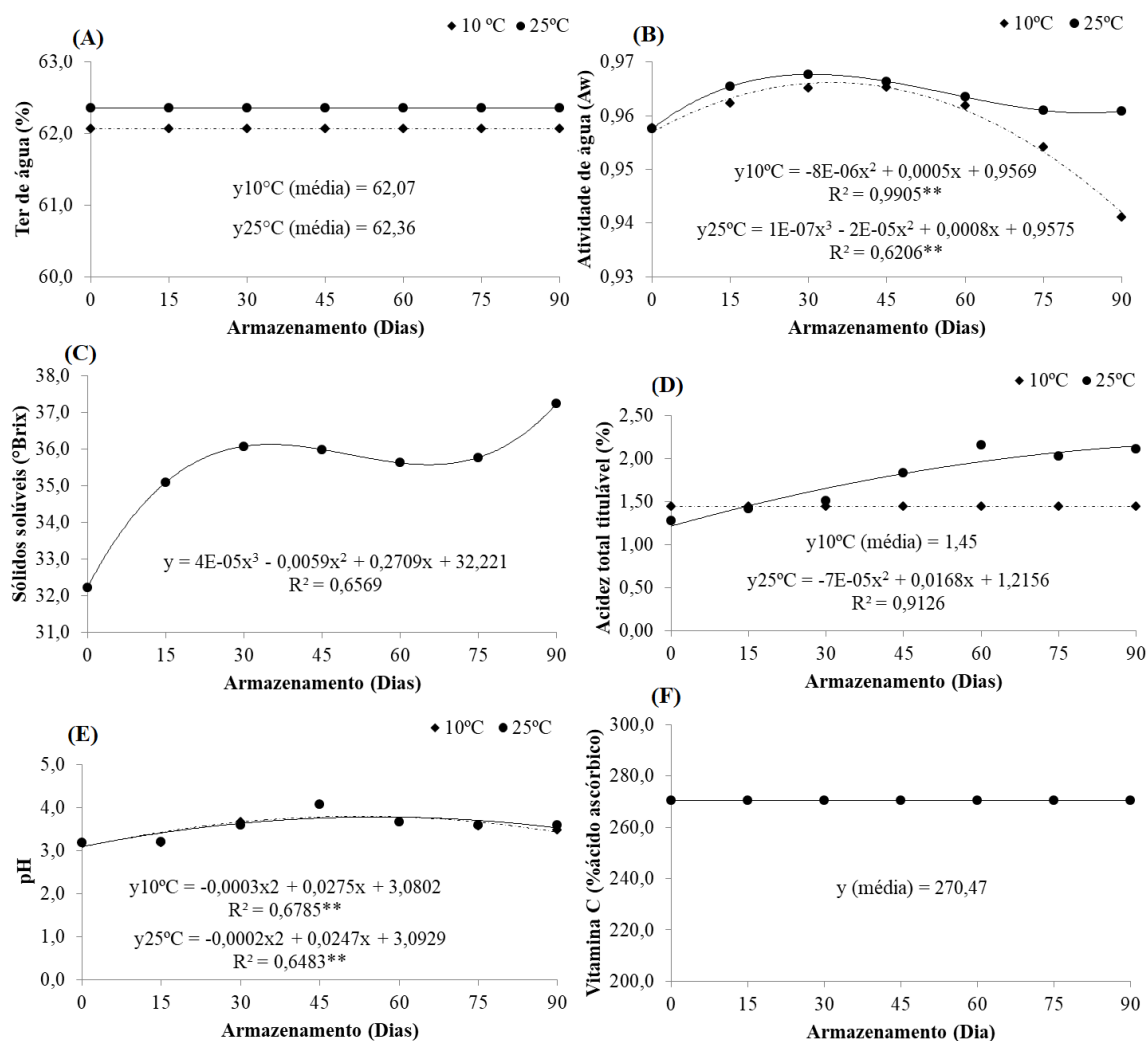 (A)
◆ 10 ºC ● 25ºC
Ter de água (%)
63,0
62,0
61,0
60,0
y10°C (média) = 62,07
y25°C (média) = 62,36
0 15 30 45 60 75 90
Armazenamento (Dias)
(B)
◆ 10ºC ● 25ºC
Atividade de água (Aw)
0,97
0,96
0,95
0,94
0,93
y10ºC = -8E-06x² + 0,0005x + 0,9569
R² = 0,9905**
y25ºC = 1E-07x³ - 2E-05x² + 0,0008x + 0,9575
R² = 0,6206**
0 15 30 45 60 75 90
Armazenamento (Dias)
(C)
Sólidos solúveis (ºBrix)
38,0
37,0
36,0
35,0
34,0
33,0
32,0
31,0
y = 4E-05x³ - 0,0059x² + 0,2709x + 32,221
R² = 0,6569
0 15 30 45 60 75 90
Armazenamento (Dias)
(D)
◆ 10ºC ● 25ºC
Acidez total titulável (%)
2,50
2,00
1,50
1,00
0,50
0,00
y10ºC (média) = 1,45
y25ºC = -7E-05x² + 0,0168x + 1,2156
R² = 0,9126
0 15 30 45 60 75 90
Armazenamento (Dias)
(E)
◆ 10ºC ● 25ºC
pH
5,0
4,0
3,0
2,0
1,0
0,0
y10ºC = -0,0003x2 + 0,0275x + 3,0802
R² = 0,6785**
y25ºC = -0,0002x2 + 0,0247x + 3,0929
R² = 0,6483**
0 15 30 45 60 75 90
Armazenamento (Dias)
(F)
Vitamina C (%ácido ascórbico)
300,0
280,0
260,0
240,0
220,0
200,0
y (média) = 270,47
0 15 30 45 60 75 90
Armazenamento (Dia)